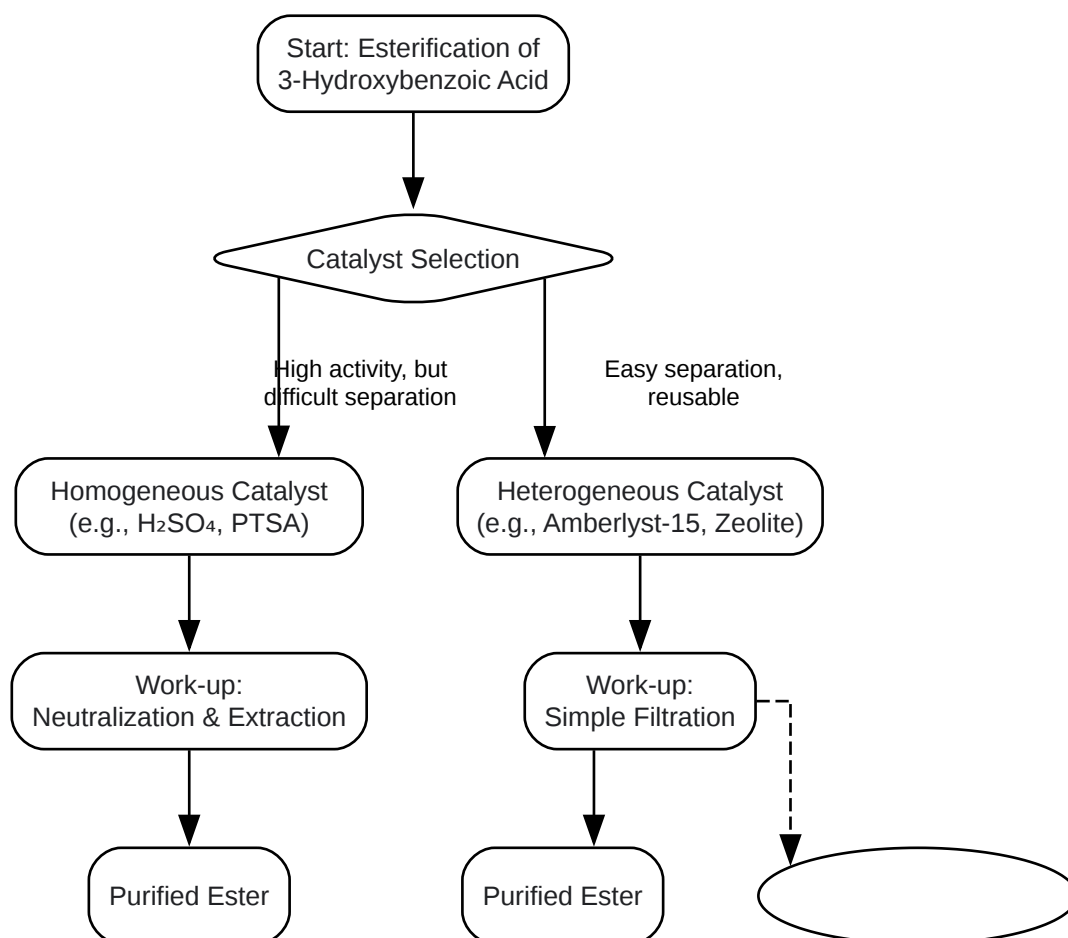 Start: Esterification of
3-Hydroxybenzoic Acid
Catalyst Selection
High activity, but
difficult separation
Easy separation,
reusable
Homogeneous Catalyst
(e.g., H₂SO₄, PTSA)
Heterogeneous Catalyst
(e.g., Amberlyst-15, Zeolite)
Work-up:
Neutralization & Extraction
Work-up:
Simple Filtration
Purified Ester
Purified Ester